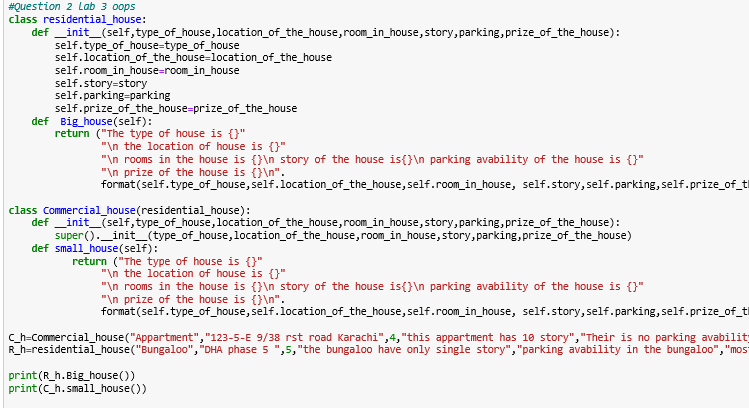 #Question 2 lab 3 oops
class residential_house:
    def __init__(self,type_of_house,location_of_the_house,room_in_house,story,parking,prize_of_the_house):
        self.type_of_house=type_of_house
        self.location_of_the_house=location_of_the_house
        self.room_in_house=room_in_house
        self.story=story
        self.parking=parking
        self.prize_of_the_house=prize_of_the_house
    def  Big_house(self):
        return ("The type of house is {}"
                "\n the location of house is {}"
                "\n rooms in the house is {}\n story of the house is{}\n parking avability of the house is {}"
                "\n prize of the house is {}\n".
                format(self.type_of_house,self.location_of_the_house,self.room_in_house, self.story,self.parking,self.prize_of_th
class Commercial_house(residential_house):
    def __init__(self,type_of_house,location_of_the_house,room_in_house,story,parking,prize_of_the_house):
        super().__init__(type_of_house,location_of_the_house,room_in_house,story,parking,prize_of_the_house)
    def small_house(self):
           return ("The type of house is {}"
                "\n the location of house is {}"
                "\n rooms in the house is {}\n story of the house is{}\n parking avability of the house is {}"
                "\n prize of the house is {}\n".
                format(self.type_of_house,self.location_of_the_house,self.room_in_house, self.story,self.parking,self.prize_of_th
C_h=Commercial_house("Appartment","123-5-E 9/38 rst road Karachi",4,"this appartment has 10 story","Their is no parking avability
R_h=residential_house("Bungaloo","DHA phase 5 ",5,"the bungaloo have only single story","parking avability in the bungaloo","mos
print(R_h.Big_house())
print(C_h.small_house())